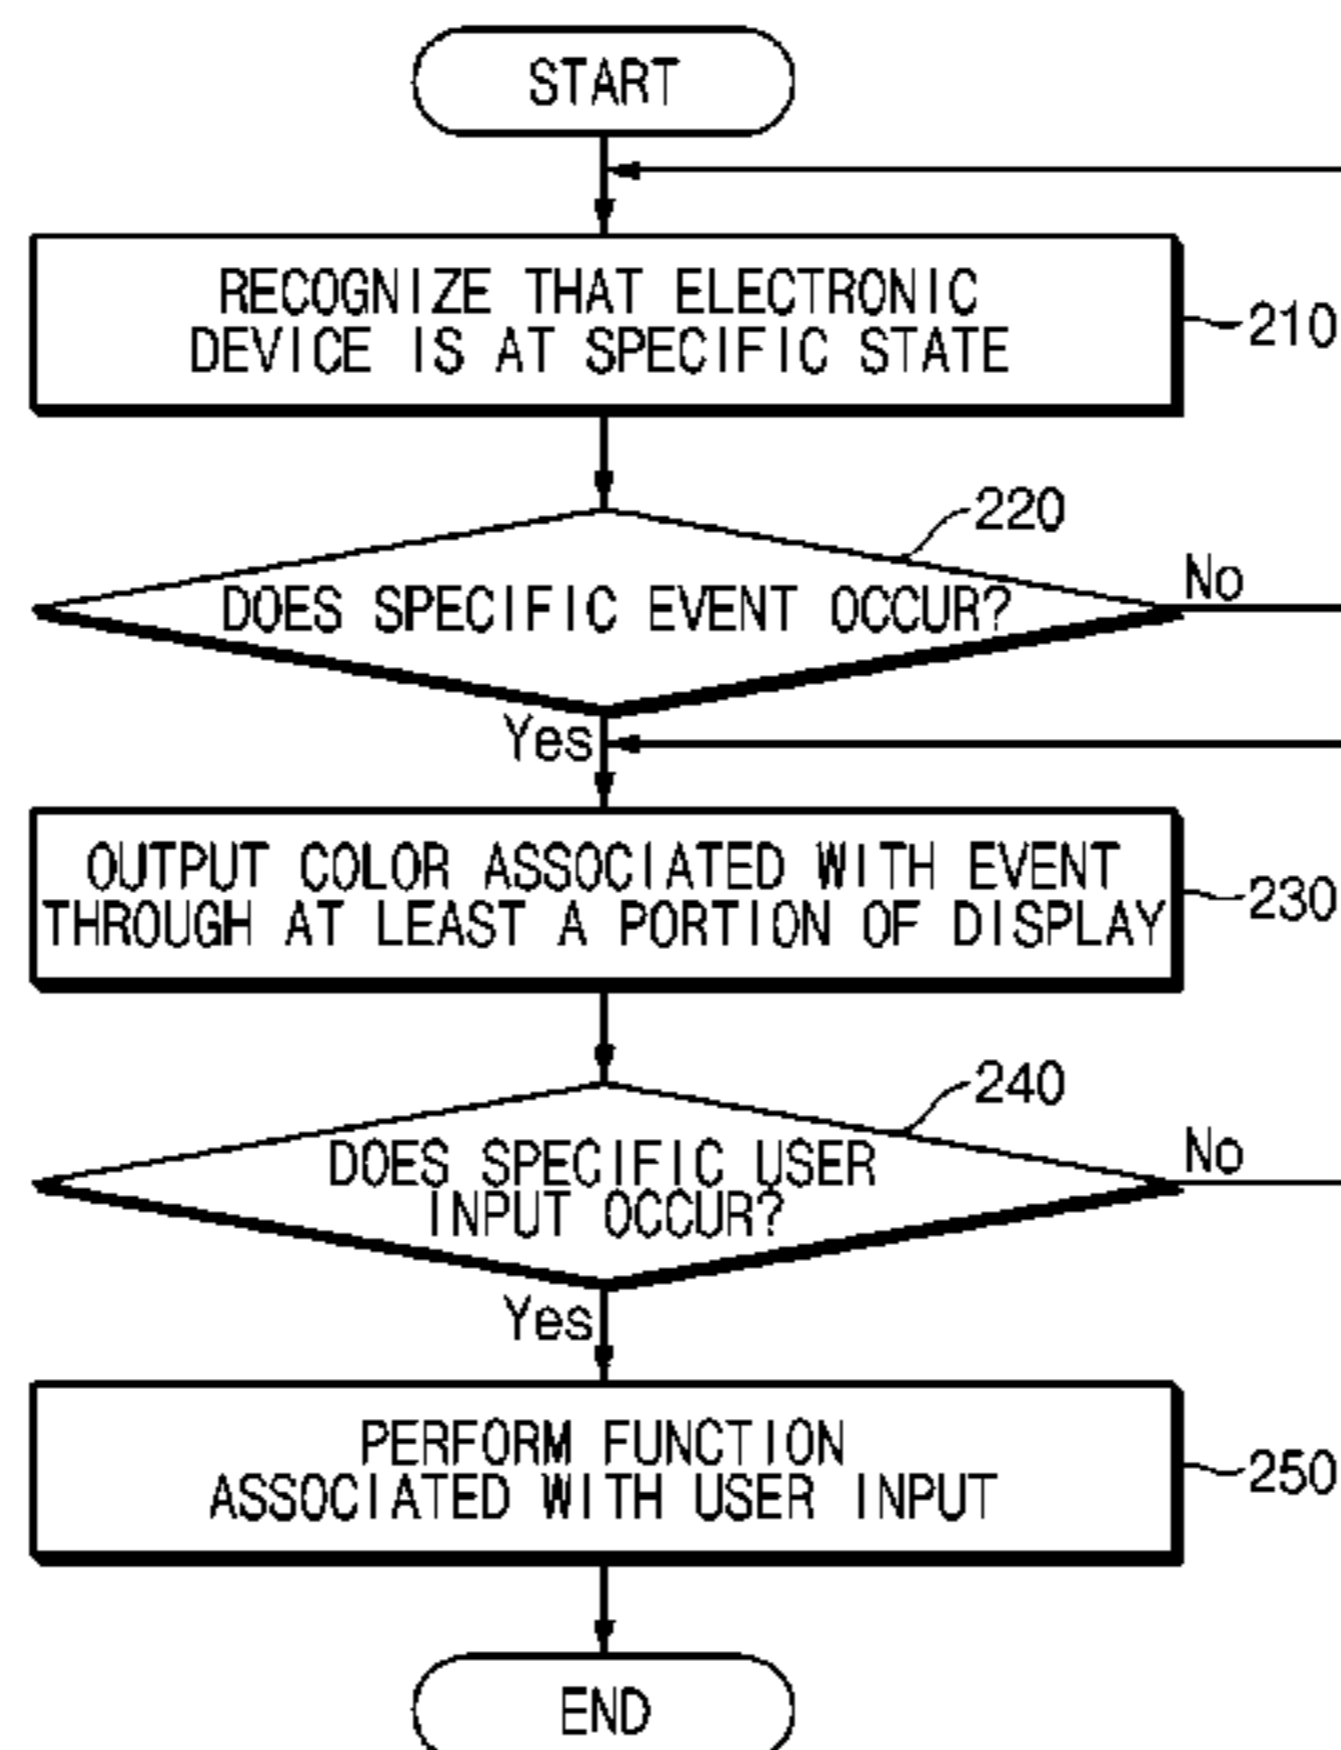 START
RECOGNIZE THAT ELECTRONIC
DEVICE IS AT SPECIFIC STATE
210
220
DOES SPECIFIC EVENT OCCUR?
No
Yes
OUTPUT COLOR ASSOCIATED WITH EVENT
THROUGH AT LEAST A PORTION OF DISPLAY
230
240
DOES SPECIFIC USER
INPUT OCCUR?
No
Yes
PERFORM FUNCTION
ASSOCIATED WITH USER INPUT
250
END